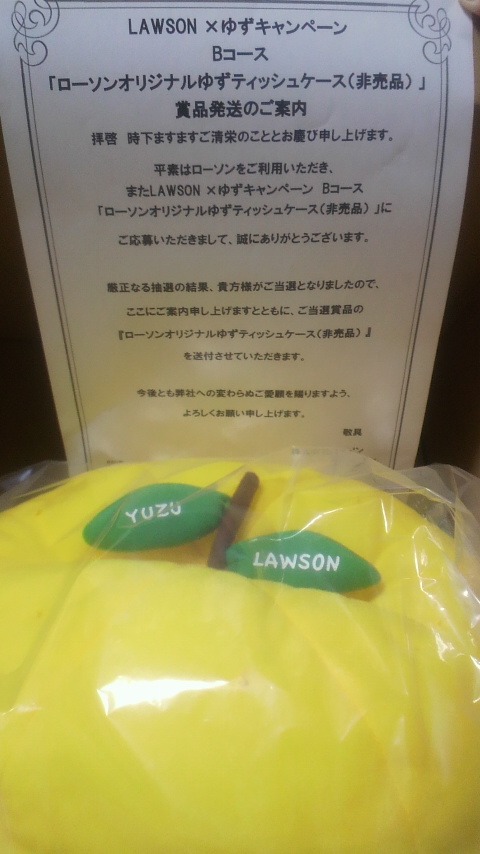 LAWSON ×ゆずキャンペーン
Bコース
「ローソンオリジナルゆずティッシュケース(非売品)」
賞品発送のご案内
拝啓 時下ますますご清栄のこととお慶び申し上げます。
平素はローソンをご利用いただき、
またLAWSON ×ゆずキャンペーン Bコース
「ローソンオリジナルゆずティッシュケース(非売品)」に
ご応募いただきまして、誠にありがとうございます。
厳正なる抽選の結果、貴方様がご当選となりましたので、
ここにご案内申し上げますとともに、ご当選賞品の
『ローソンオリジナルゆずティッシュケース(非売品)』
を送付させていただきます。
今後とも弊社への変わらぬご愛顧を賜りますよう、
よろしくお願い申し上げます。
敬具
YUZU
LAWSON